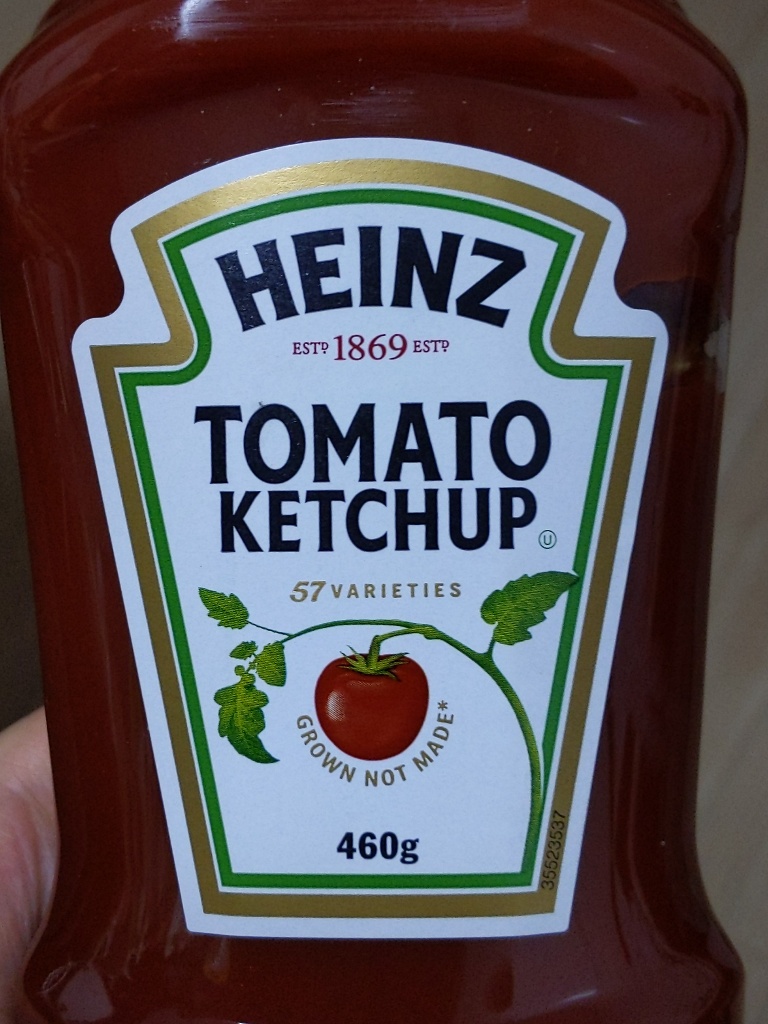 HEINZ
ESTD 1869 ESTD
TOMATO
KETCHUP
U
57 VARIETIES
GROWN NOT MADE*
460g
35523537